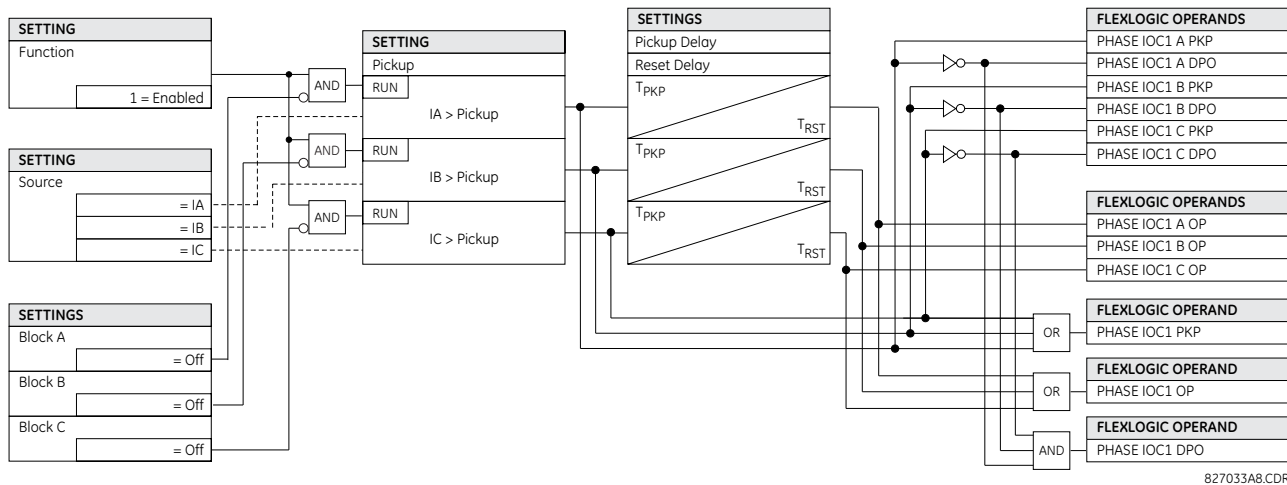 SETTING
Function
1 = Enabled
SETTING
Source
= IA
= IB
= IC
SETTINGS
Block A
= Off
Block B
= Off
Block C
= Off
AND
AND
AND
SETTING
Pickup
RUN
IA > Pickup
RUN
IB > Pickup
RUN
IC > Pickup
SETTINGS
Pickup Delay
Reset Delay
TPKP
TRST
TPKP
TRST
TPKP
TRST
OR
OR
AND
FLEXLOGIC OPERANDS
PHASE IOC1 A PKP
PHASE IOC1 A DPO
PHASE IOC1 B PKP
PHASE IOC1 B DPO
PHASE IOC1 C PKP
PHASE IOC1 C DPO
FLEXLOGIC OPERANDS
PHASE IOC1 A OP
PHASE IOC1 B OP
PHASE IOC1 C OP
FLEXLOGIC OPERAND
PHASE IOC1 PKP
FLEXLOGIC OPERAND
PHASE IOC1 OP
FLEXLOGIC OPERAND
PHASE IOC1 DPO
827033A8.CDR